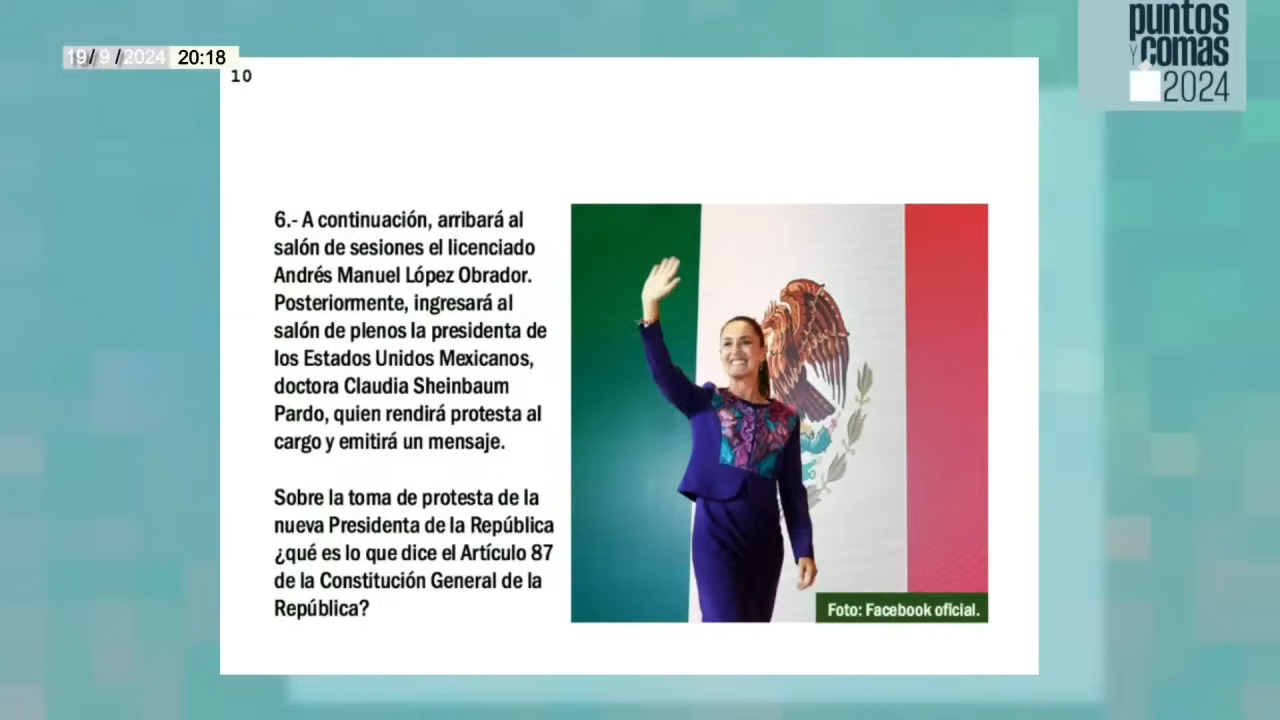 19/ 9 /2024 20:18
puntos
Y comas
2024
10
6.- A continuación, arribará al
salón de sesiones el licenciado
Andrés Manuel López Obrador.
Posteriormente, ingresará al
salón de plenos la presidenta de
los Estados Unidos Mexicanos,
doctora Claudia Sheinbaum
Pardo, quien rendirá protesta al
cargo y emitirá un mensaje.
Sobre la toma de protesta de la
nueva Presidenta de la República
¿qué es lo que dice el Artículo 87
de la Constitución General de la
República?
Foto: Facebook oficial.